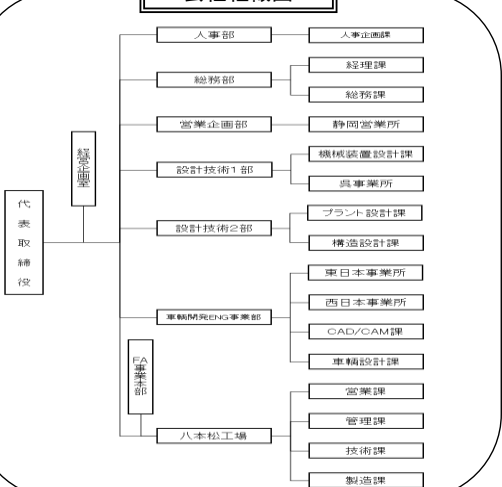 人事部
人事企画課
総務部
経理課
総務課
営業企画部
静岡営業所
設計技術1部
機械装置設計課
呉事業所
経営企画室
代表取締役
設計技術2部
プラント設計課
構造設計課
車輌開発ENG事業部
東日本事業所
西日本事業所
CAD/CAM課
車輌設計課
FA事業本部
八本松工場
営業課
管理課
技術課
製造課